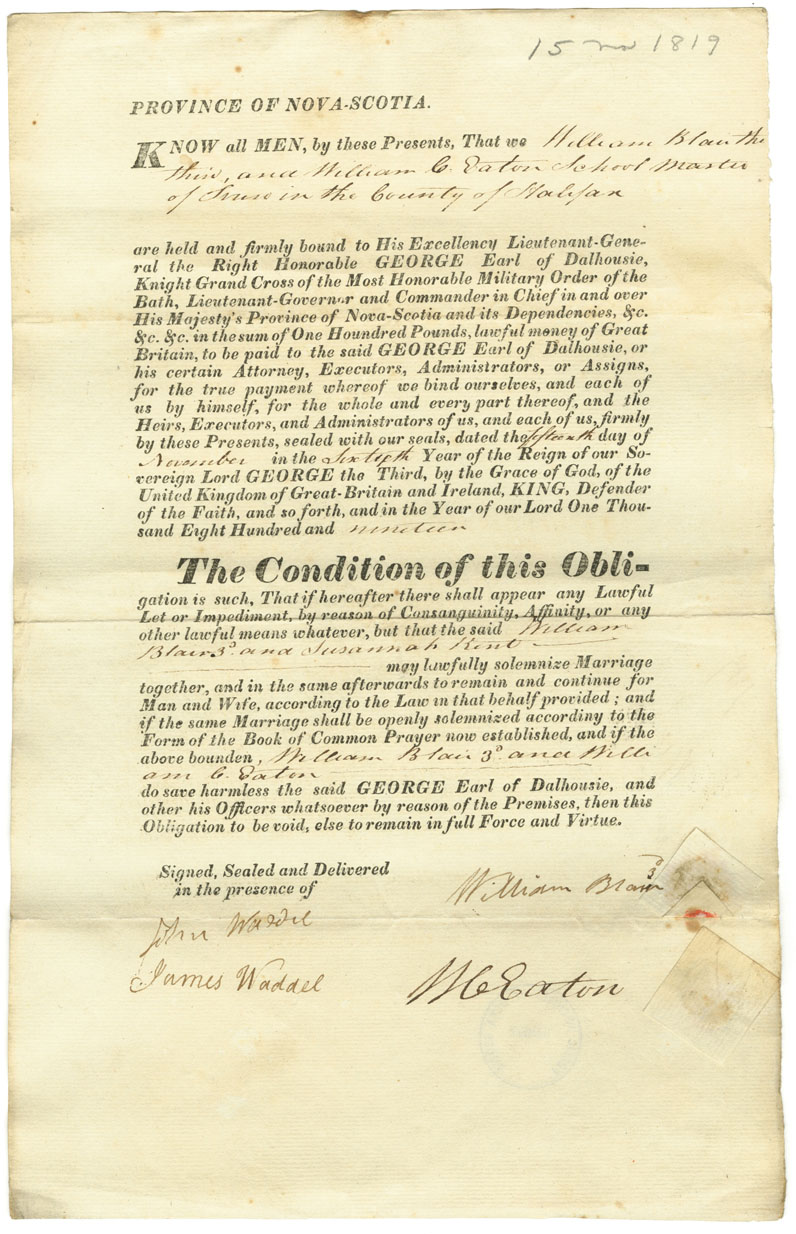 15 Nov 1819
PROVINCE OF NOVA-SCOTIA.
KNOW all MEN, by these Presents, That we William Blair the
third, and William C. Eaton School Master
of Truro in the County of Halifax
are held and firmly bound to His Excellency Lieutenant-Gene-
ral the Right Honorable GEORGE Earl of Dalhousie,
Knight Grand Cross of the Most Honorable Military Order of the
Bath, Lieutenant-Governor and Commander in Chief in and over
His Majesty's Province of Nova-Scotia and its Dependencies, &c.
&c. &c. in the sum of One Houndred Pounds, lawful money of Great
Britain, to be paid to the said GEORGE Earl of Dalhousie, or
his certain Attorney, Executors, Administrators, or Assigns,
for the true payment whereof we bind ourselves, and each of
us by himself, for the whole and every part thereof, and the
Heirs, Executors, and Administrators of us, and each of us, firmly
by these Presents, sealed with our seals, dated the fifteenth day of
November in the Sixtieth Year of the Reign of our So-
vereign Lord GEORGE the Third, by the Grace of God, of the
United Kingdom of Great-Britain and Ireland, KING, Defender
of the Faith, and so forth, and in the Year of our Lord One Thou-
sand Eight Hundred and nineteen
The Condition of this Obli-
gation is such, That if hereafter there shall appear any Lawful
Let or Impediment, by reason of Consanguinity, Affinity, or any
other lawful means whatever, but that the said William
Blair 3d. and Susannah Kent
may lawfully solemnize Marriage
together, and in the same afterwards to remain and continue for
Man and Wife, according to the Law in that behalf provided ; and
if the same Marriage shall be openly solemnized accordiny to the
Form of the Book of Common Prayer now established, and if the
above bounden, William Blair 3d. and Willi
am C. Eaton
do save harmless the said GEORGE Earl of Dalhousie, and
other his Officers whatsoever by reason of the Premises, then this
Obligation to be void, else to remain in full Force and Virtue.
Signed, Sealed and Delivered
in the presence of
William Blair 3d
John Waddel
James Waddel
WC Eaton